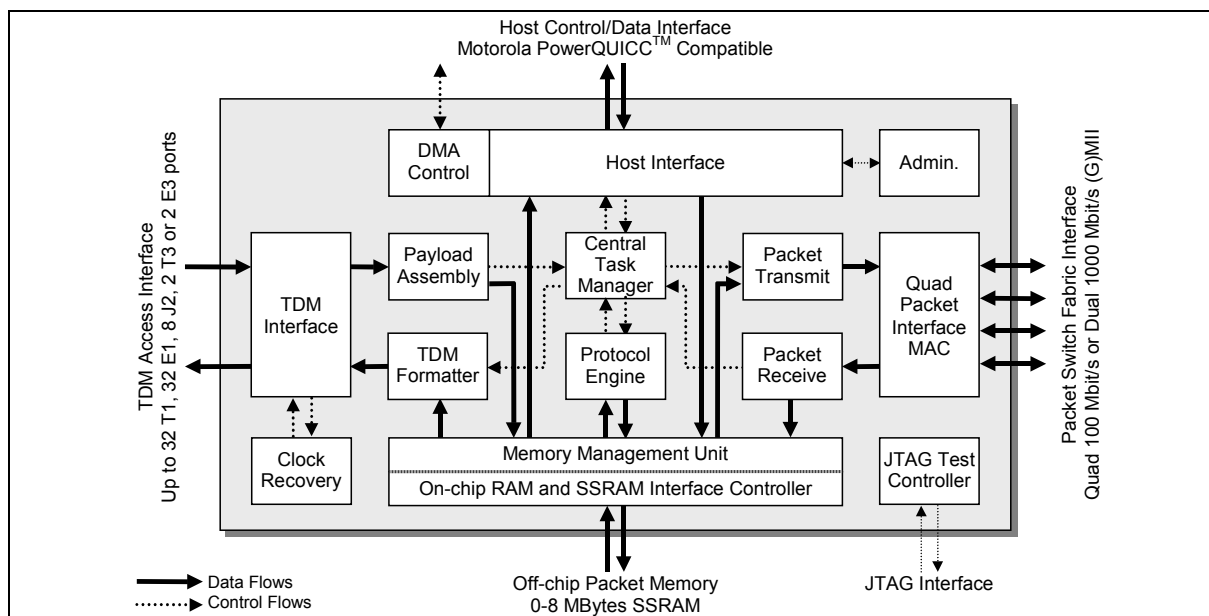 Host Control/Data Interface
Motorola PowerQUICC™ Compatible
DMA
Control
Host Interface
Admin.
TDM Access Interface
Up to 32 T1, 32 E1, 8 J2, 2 T3 or 2 E3 ports
TDM
Interface
Payload
Assembly
Central
Task
Manager
Packet
Transmit
Quad
Packet
Interface
MAC
Packet Switch Fabric Interface
Quad 100 Mbit/s or Dual 1000 Mbit/s (G)MII
TDM
Formatter
Protocol
Engine
Packet
Receive
Clock
Recovery
Memory Management Unit
On-chip RAM and SSRAM Interface Controller
JTAG Test
Controller
Data Flows
Control Flows
Off-chip Packet Memory
0-8 MBytes SSRAM
JTAG Interface